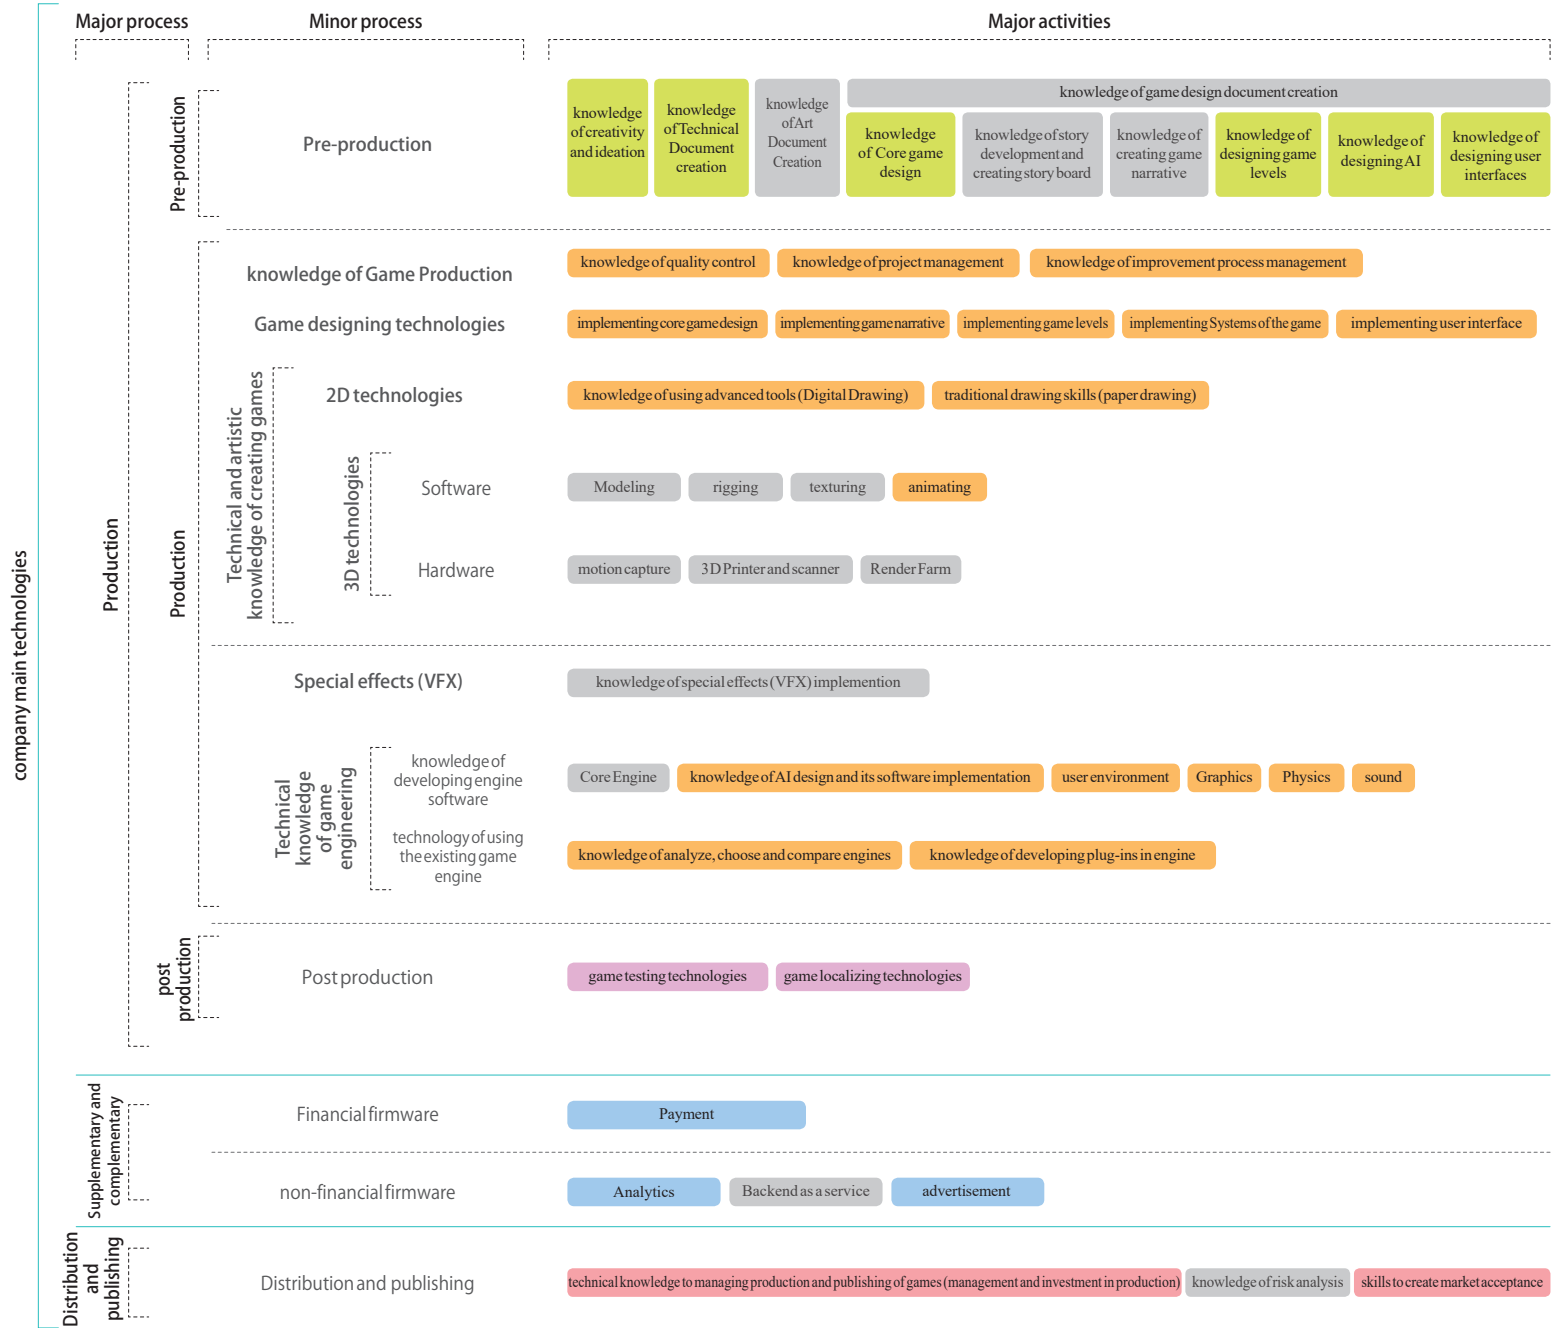 Major process
Minor process
Major activities
company main technologies
Production
Pre-production
Pre-production
knowledge
of creativity
and ideation
knowledge
of Technical
Document
creation
knowledge
of Art
Document
Creation
knowledge of game design document creation
knowledge
of Core game
design
knowledge of story
development and
creating story board
knowledge of
creating game
narrative
knowledge of
designing game
levels
knowledge of
designing AI
knowledge of
designing user
interfaces
Production
knowledge of Game Production
knowledge of quality control
knowledge of project management
knowledge of improvement process management
Game designing technologies
implementing core game design
implementing game narrative
implementing game levels
implementing Systems of the game
implementing user interface
Technical and artistic
knowledge of creating games
2D technologies
knowledge of using advanced tools (Digital Drawing)
traditional drawing skills (paper drawing)
3D technologies
Software
Modeling
rigging
texturing
animating
Hardware
motion capture
3D Printer and scanner
Render Farm
Special effects (VFX)
knowledge of special effects (VFX) implemention
Technical
knowledge
of game
engineering
knowledge of
developing engine
software
Core Engine
knowledge of AI design and its software implementation
user environment
Graphics
Physics
sound
technology of using
the existing game
engine
knowledge of analyze, choose and compare engines
knowledge of developing plug-ins in engine
post
production
Post production
game testing technologies
game localizing technologies
Supplementary and
complementary
Financial firmware
Payment
non-financial firmware
Analytics
Backend as a service
advertisement
Distribution
and
publishing
Distribution and publishing
technical knowledge to managing production and publishing of games (management and investment in production)
knowledge of risk analysis
skills to create market acceptance